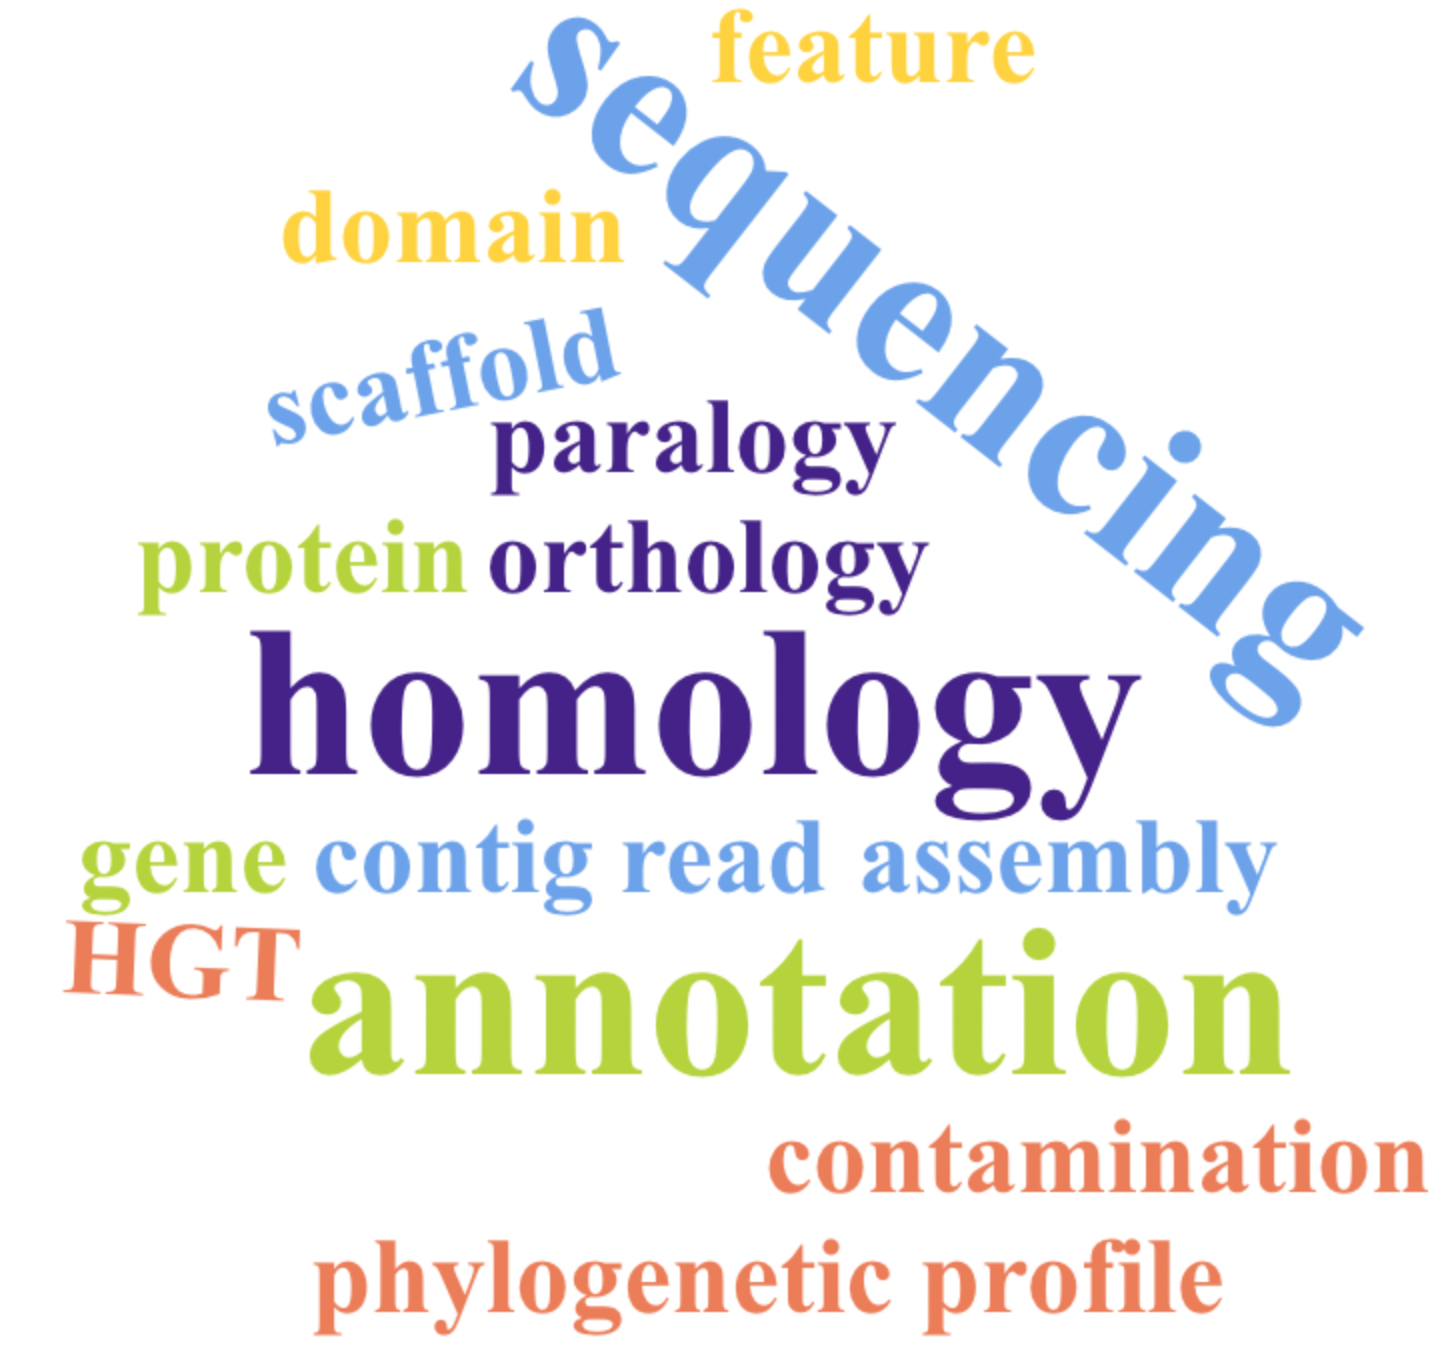 feature
sequencing
domain
scaffold
paralogy
protein orthology
homology
gene contig read assembly
HGT annotation
contamination
phylogenetic profile